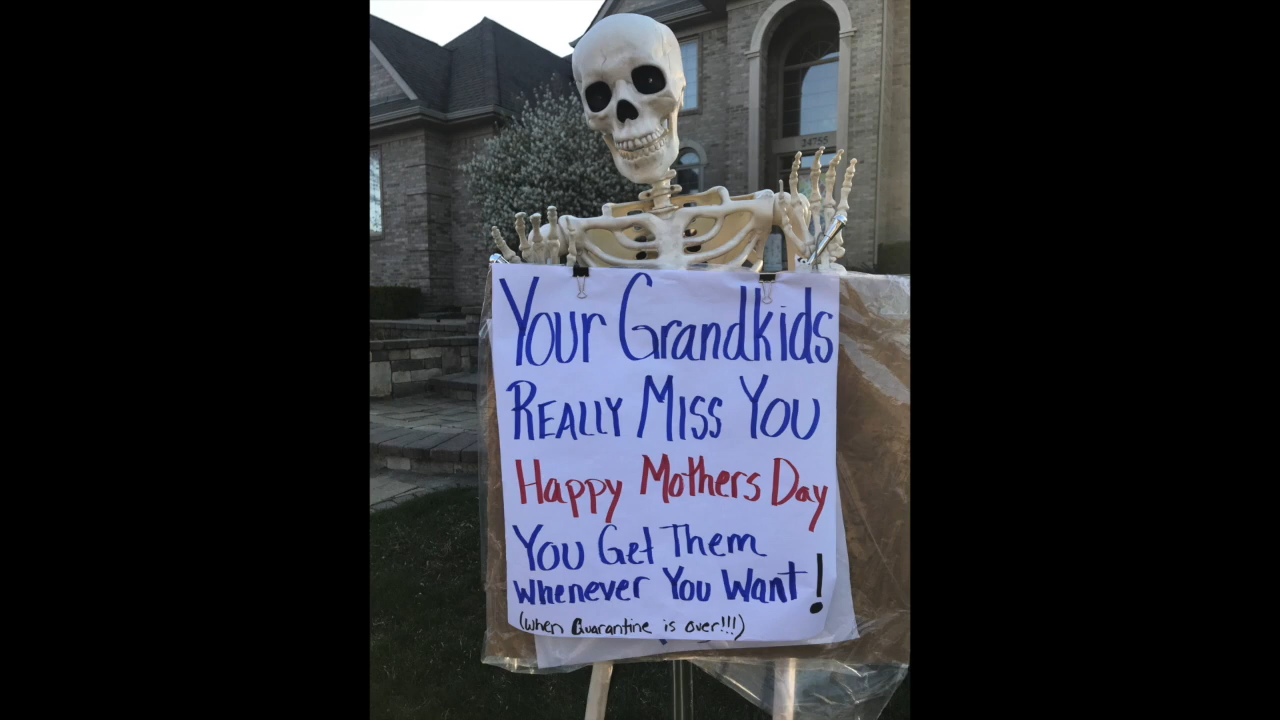 Your Grandkids
REALLY MISS YOU
Happy Mothers Day
You Get Them
Whenever You Want!
(when Quarantine is over!!!)